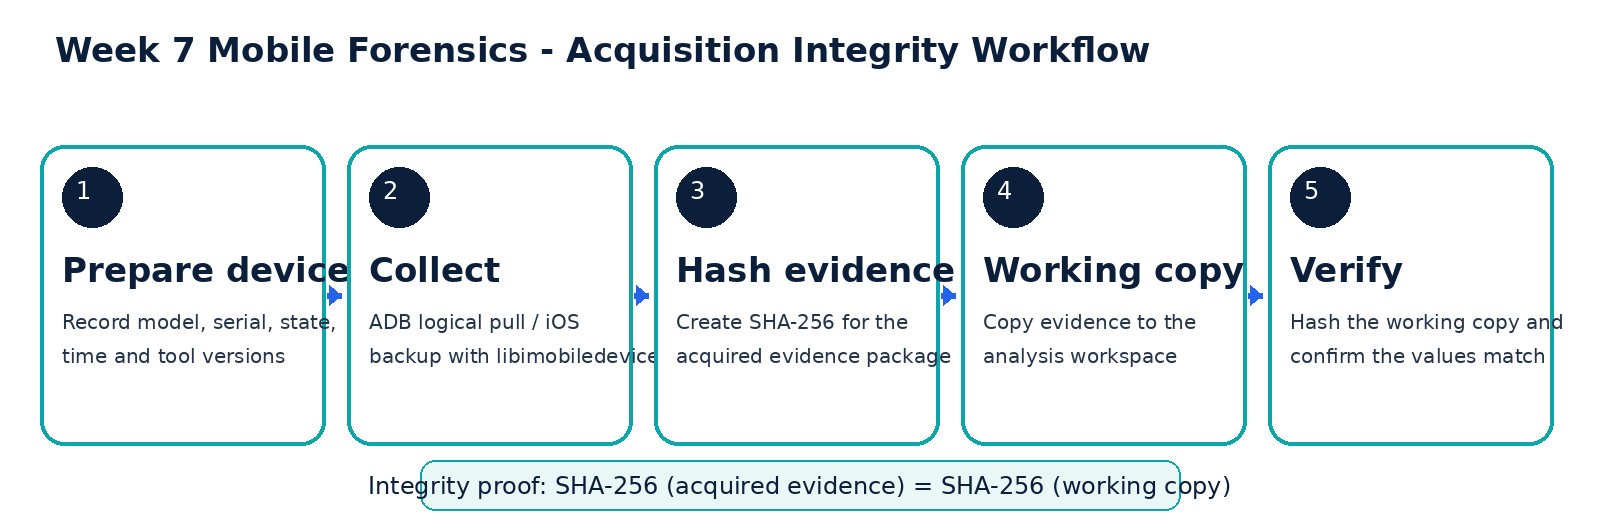 Week 7 Mobile Forensics - Acquisition Integrity Workflow
1
Prepare device
Record model, serial, state,
time and tool versions
2
Collect
ADB logical pull / iOS
backup with libimobiledevice
3
Hash evidence
Create SHA-256 for the
acquired evidence package
4
Working copy
Copy evidence to the
analysis workspace
5
Verify
Hash the working copy and
confirm the values match
Integrity proof: SHA-256 (acquired evidence) = SHA-256 (working copy)